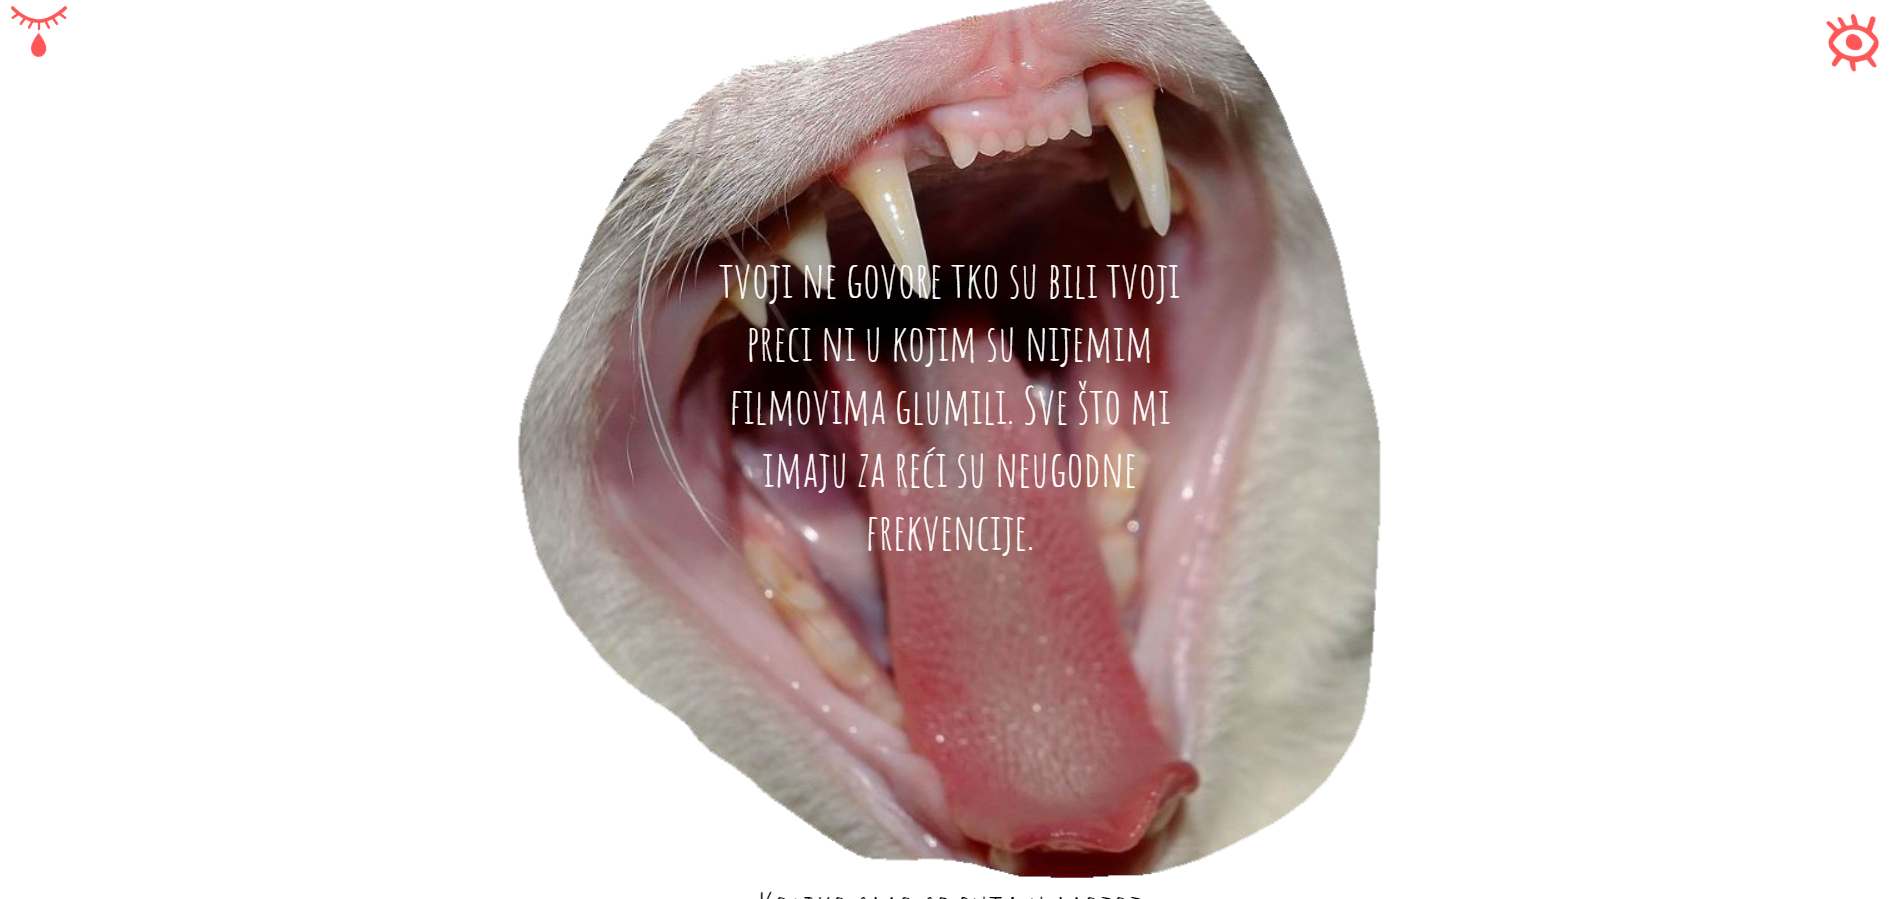 tvoji ne govore tko su bili tvoji
preci ni u kojim su nijemim
filmovima glumili. Sve što mi
imaju za reći su neugodne
frekvencije.